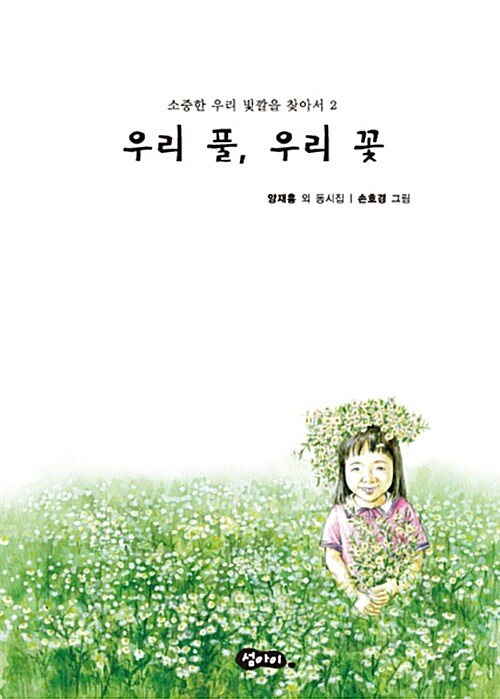 소중한 우리 빛깔을 찾아서 2
우리 풀, 우리 꽃
양재홍 외 동시집 | 손호경 그림
섬아이